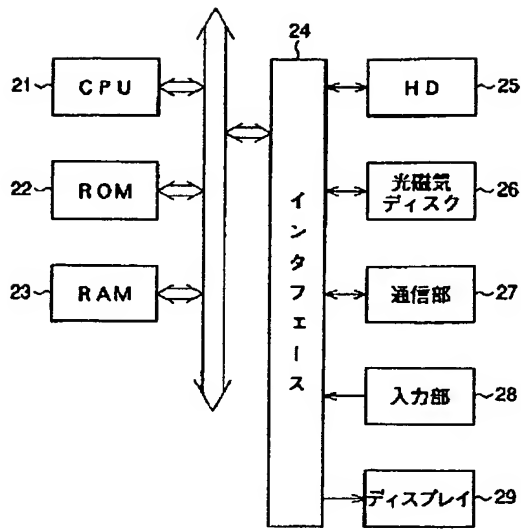 21
CPU
22
ROM
23
RAM
24
インタフェース
HD
25
光磁気
ディスク
26
通信部
27
入力部
28
ディスプレイ
29